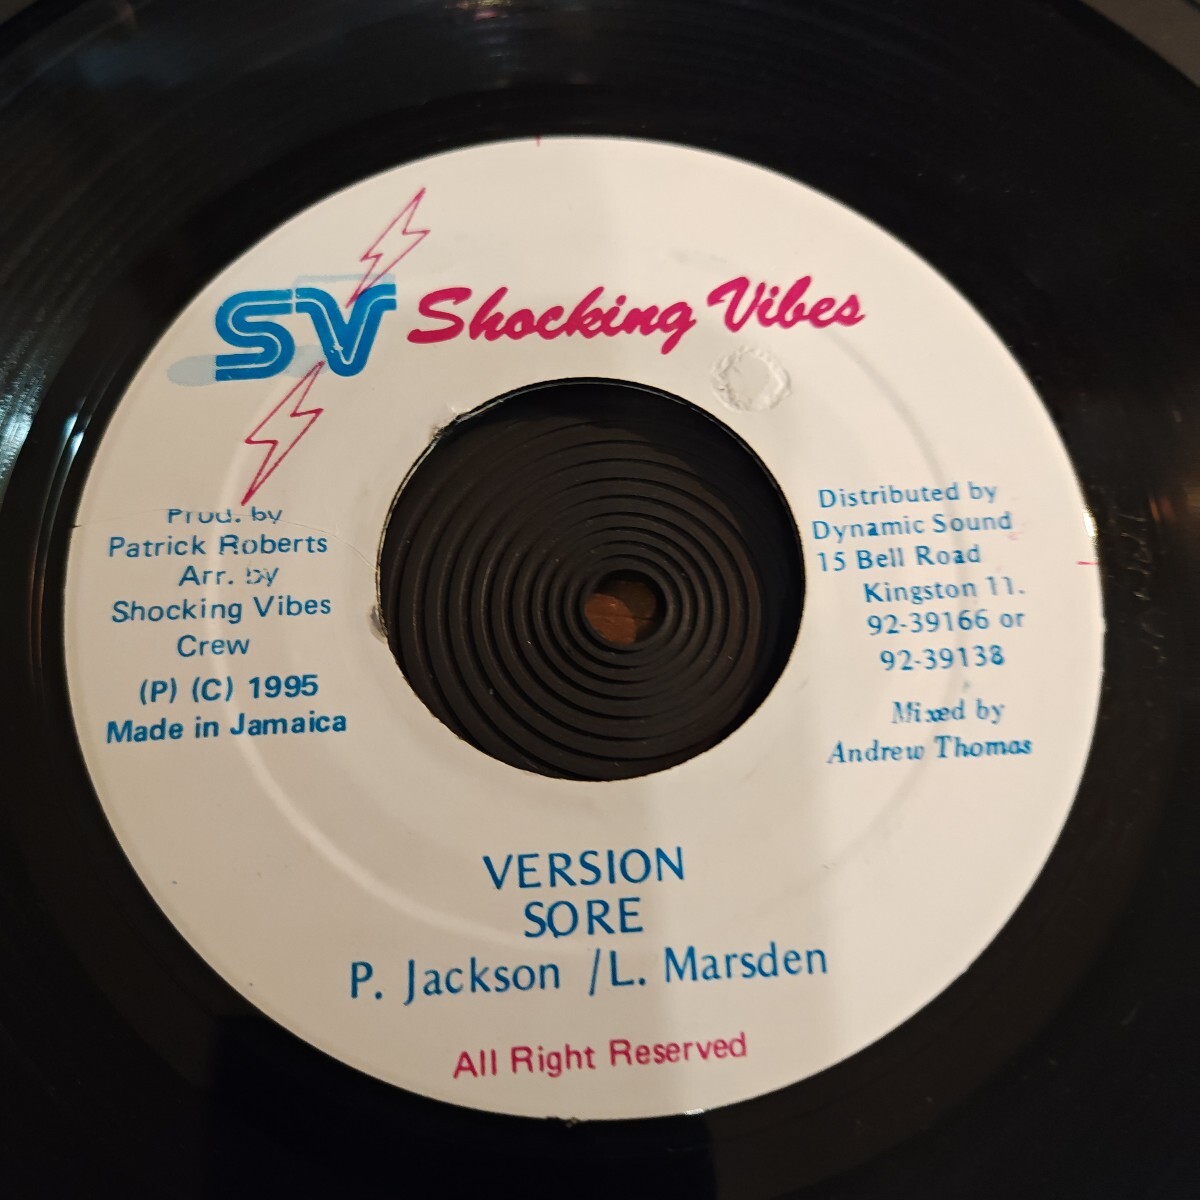 SV Shocking Vibes
Prod. by
Patrick Roberts
Arr. by
Shocking Vibes
Crew
(P) (C) 1995
Made in Jamaica
Distributed by
Dynamic Sound
15 Bell Road
Kingston 11.
92-39166 or
92-39138
Mixed by
Andrew Thomas
VERSION
SORE
P. Jackson /L. Marsden
All Right Reserved